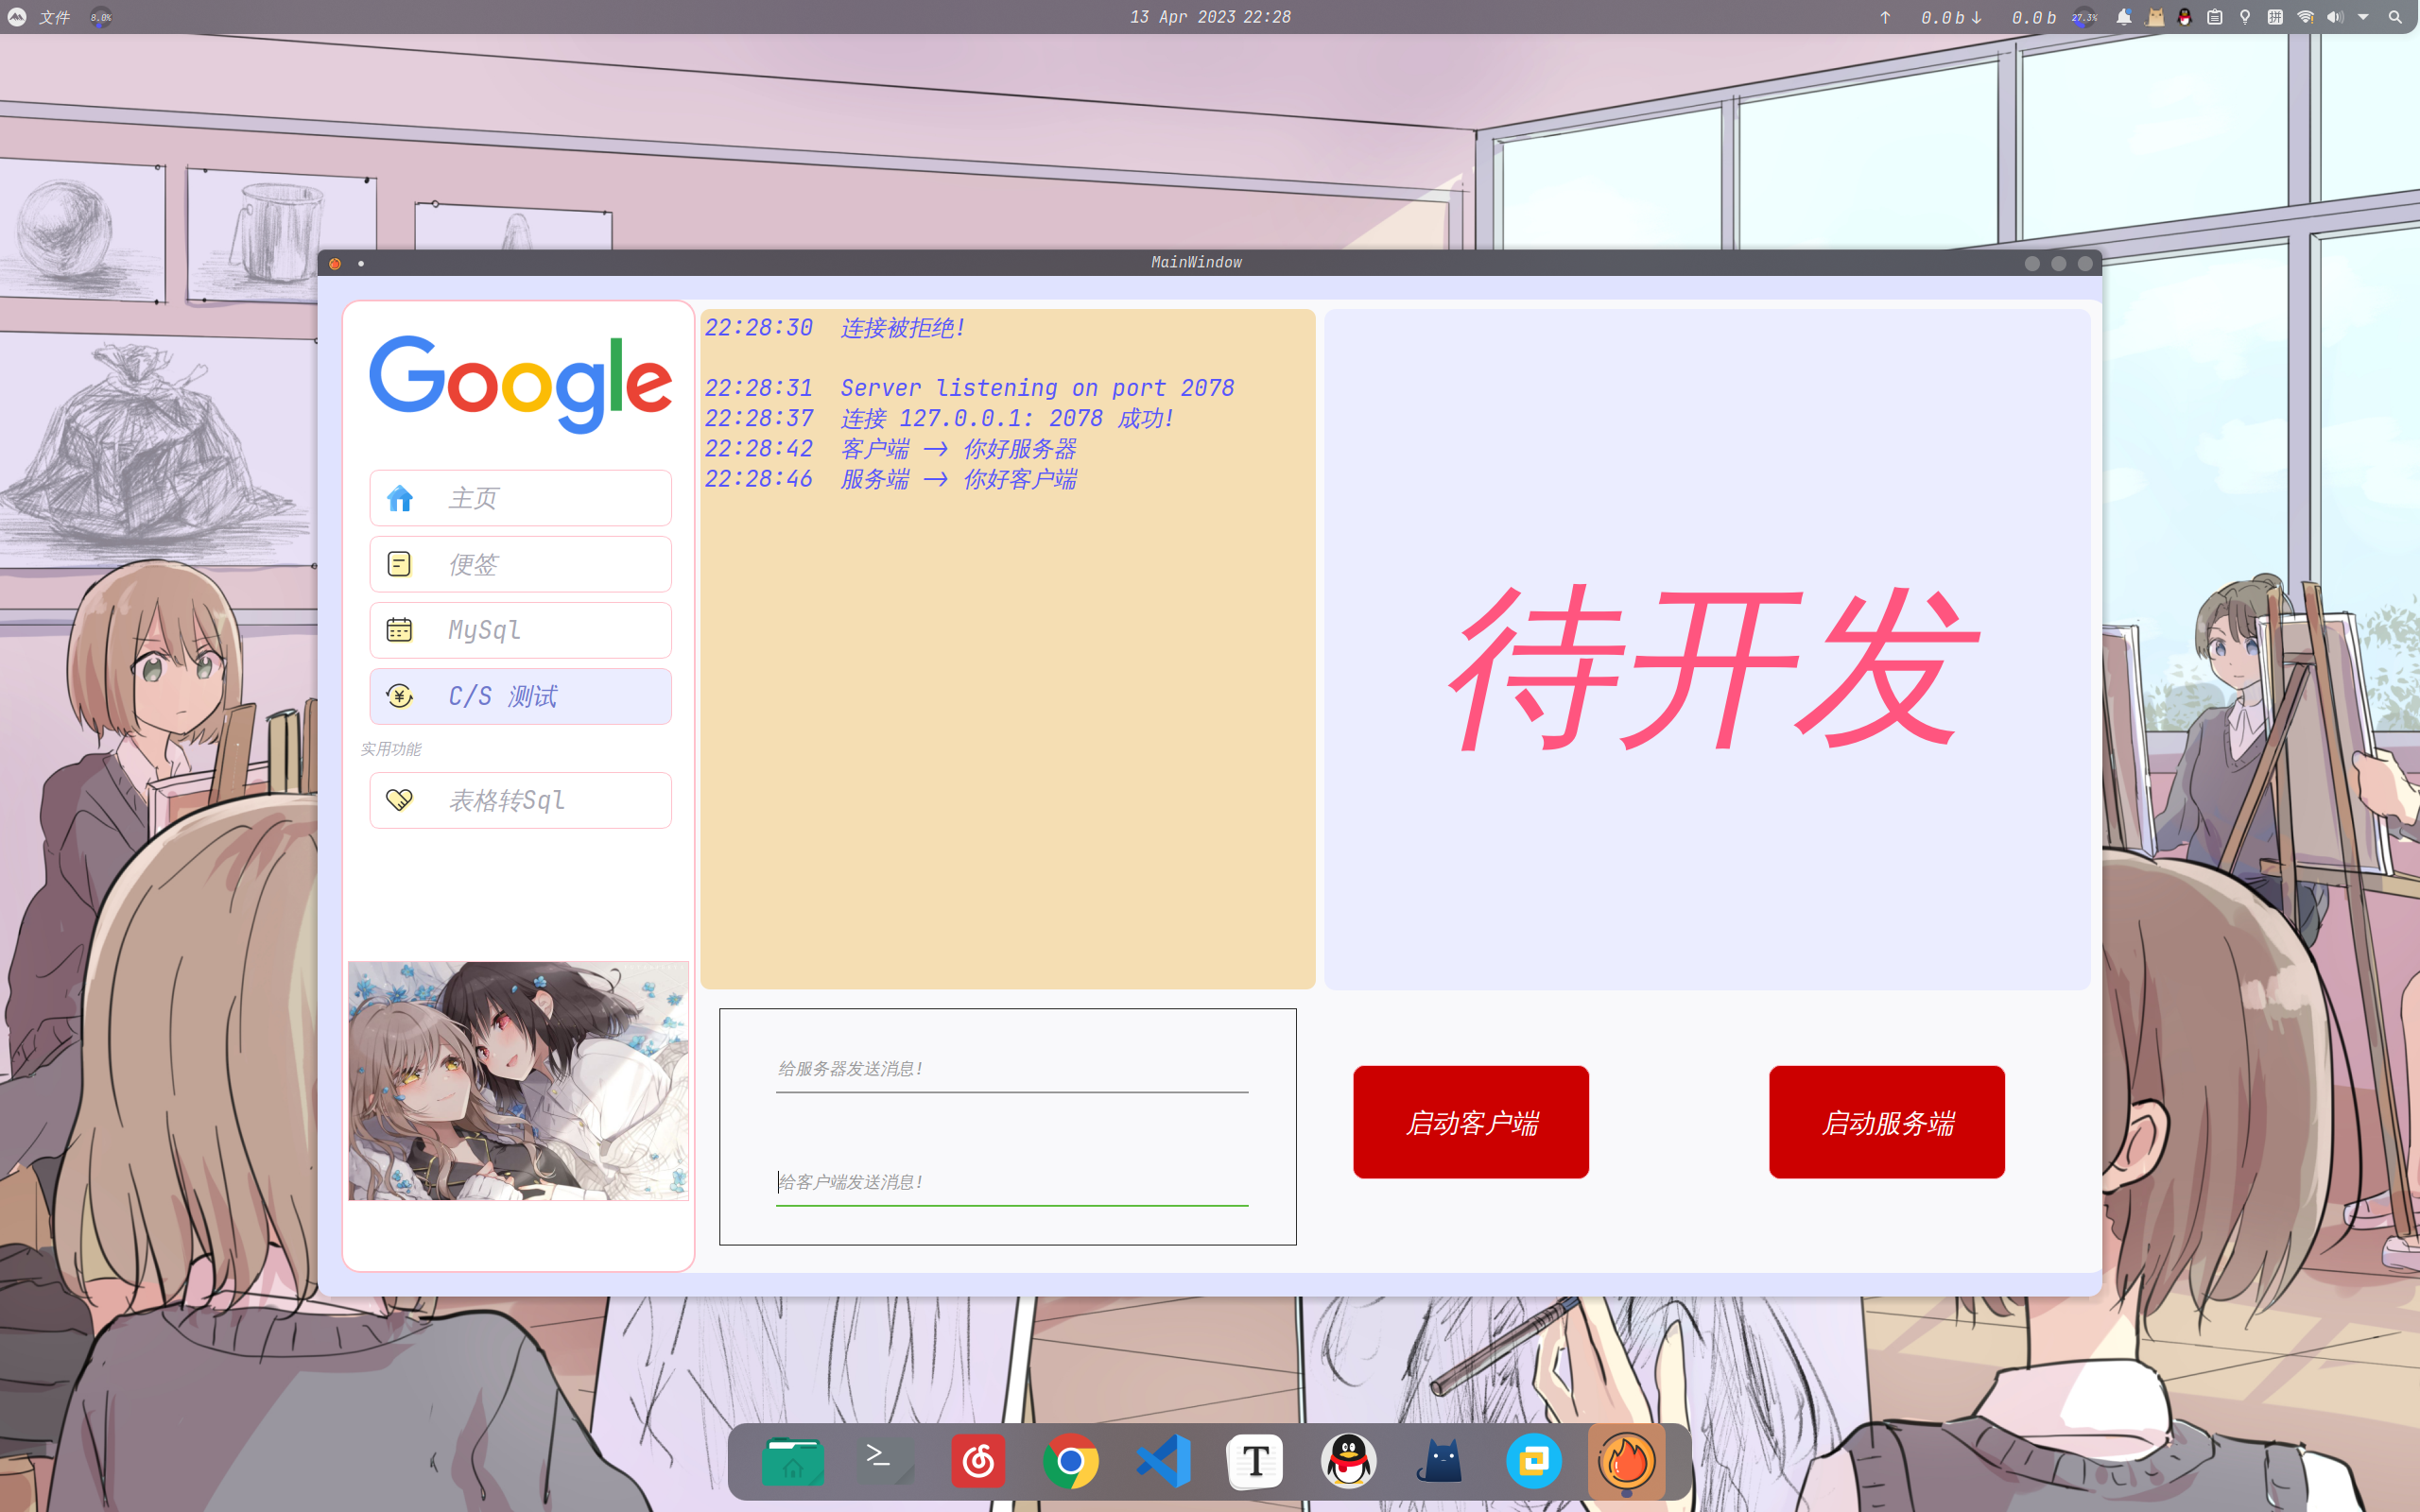 文件
8.0%
13 Apr 2023 22:28
↑ 0.0 b ↓ 0.0 b
27.3%
拼
MainWindow
Google
主页
便签
MySql
C/S 测试
实用功能
表格转Sql
22:28:30 连接被拒绝!
22:28:31 Server listening on port 2078
22:28:37 连接 127.0.0.1: 2078 成功!
22:28:42 客户端 -> 你好服务器
22:28:46 服务端 -> 你好客户端
待开发
给服务器发送消息!
给客户端发送消息!
启动客户端
启动服务端
T